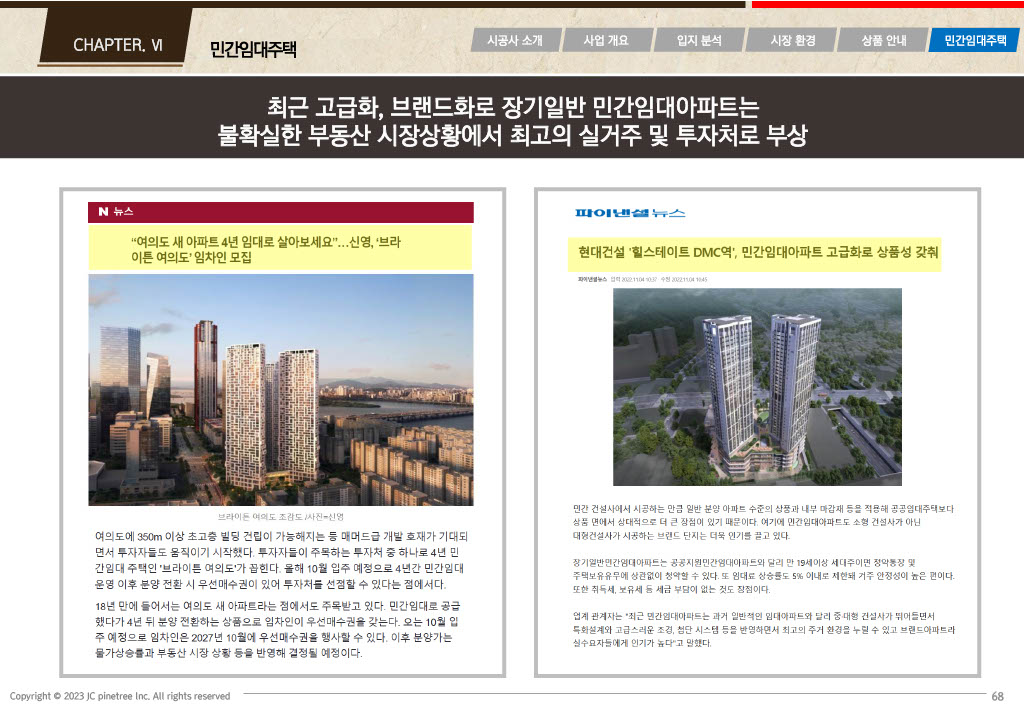 CHAPTER. Ⅵ
민간임대주택
시공사 소개
사업 개요
입지 분석
시장 환경
상품 안내
민간임대주택
최근 고급화, 브랜드화로 장기일반 민간임대아파트는
불확실한 부동산 시장상황에서 최고의 실거주 및 투자처로 부상
N 뉴스
“여의도 새 아파트 4년 임대로 살아보세요”…신영, ‘브라
이튼 여의도’ 임차인 모집
브라이튼 여의도 조감도 /사진=신영
여의도에 350m 이상 초고층 빌딩 건립이 가능해지는 등 매머드급 개발 호재가 기대되
면서 투자자들도 움직이기 시작했다. 투자자들이 주목하는 투자처 중 하나로 4년 민
간임대 주택인 '브라이튼 여의도'가 꼽힌다. 올해 10월 입주 예정으로 4년간 민간임대
운영 이후 분양 전환 시 우선매수권이 있어 투자처를 선점할 수 있다는 점에서다.
18년 만에 들어서는 여의도 새 아파트라는 점에서도 주목받고 있다. 민간임대로 공급
했다가 4년 뒤 분양 전환하는 상품으로 임차인이 우선매수권을 갖는다. 오는 10월 입
주 예정으로 임차인은 2027년 10월에 우선매수권을 행사할 수 있다. 이후 분양가는
물가상승률과 부동산 시장 상황 등을 반영해 결정될 예정이다.
파이낸셜뉴스
현대건설 '힐스테이트 DMC역', 민간임대아파트 고급화로 상품성 갖춰
파이낸셜뉴스 입력 2022.11.04 10:37 수정 2022.11.04 10:45
민간 건설사에서 시공하는 만큼 일반 분양 아파트 수준의 상품과 내부 마감재 등을 적용해 공공임대주택보다
상품 면에서 상대적으로 더 큰 장점이 있기 때문이다. 여기에 민간임대아파트도 소형 건설사가 아닌
대형건설사가 시공하는 브랜드 단지는 더욱 인기를 끌고 있다.
장기일반민간임대아파트는 공공지원민간임대아파트와 달리 만 19세이상 세대주이면 청약통장 및
주택보유유무에 상관없이 청약할 수 있다. 또 임대료 상승률도 5% 이내로 제한돼 거주 안정성이 높은 편이다.
또한 취득세, 보유세 등 세금 부담이 없는 것도 장점이다.
업계 관계자는 "최근 민간임대아파트는 과거 일반적인 임대아파트와 달리 중대형 건설사가 뛰어들면서
특화설계와 고급스러운 조경, 첨단 시스템 등을 반영하면서 최고의 주거 환경을 누릴 수 있고 브랜드아파트라
실수요자들에게 인기가 높다"고 말했다.
Copyright © 2023 JC pinetree Inc. All rights reserved
68